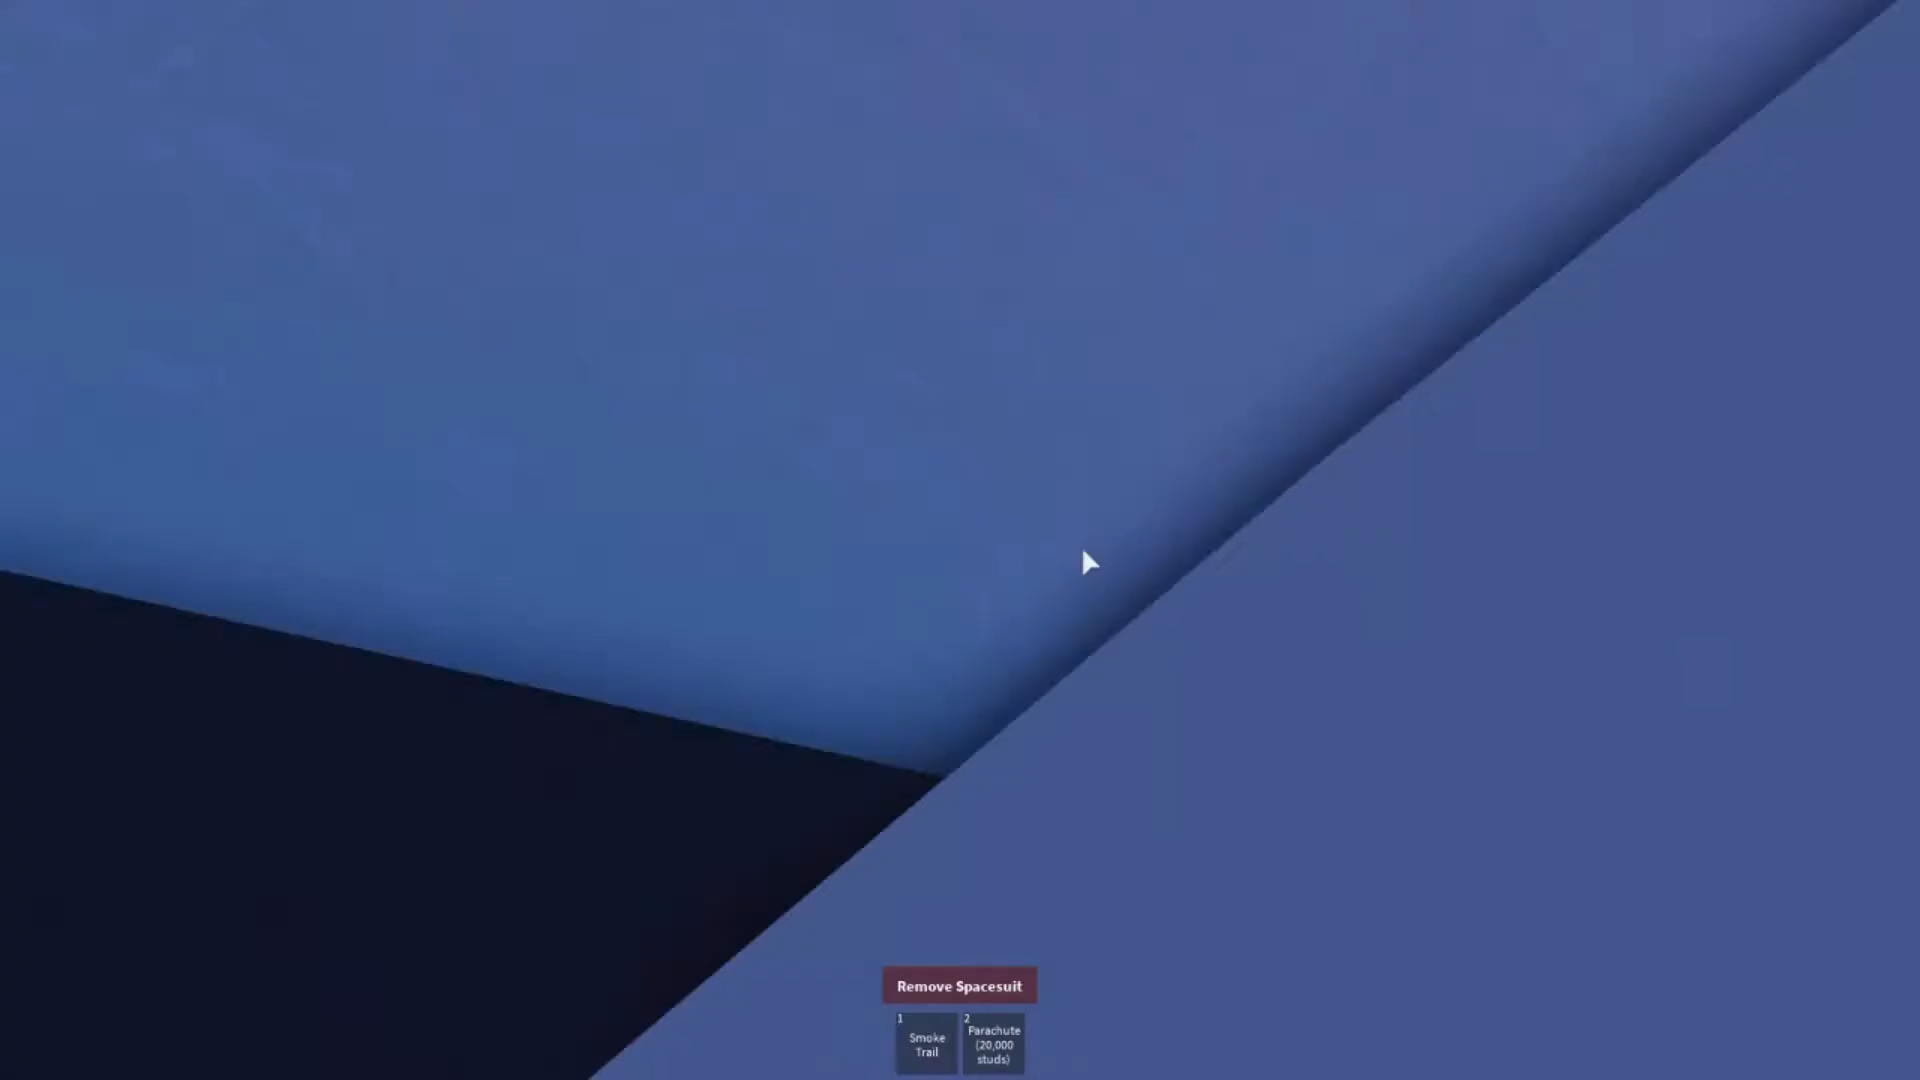 Remove Spacesuit
1
Smoke
Trail
2
Parachute
(20,000
studs)